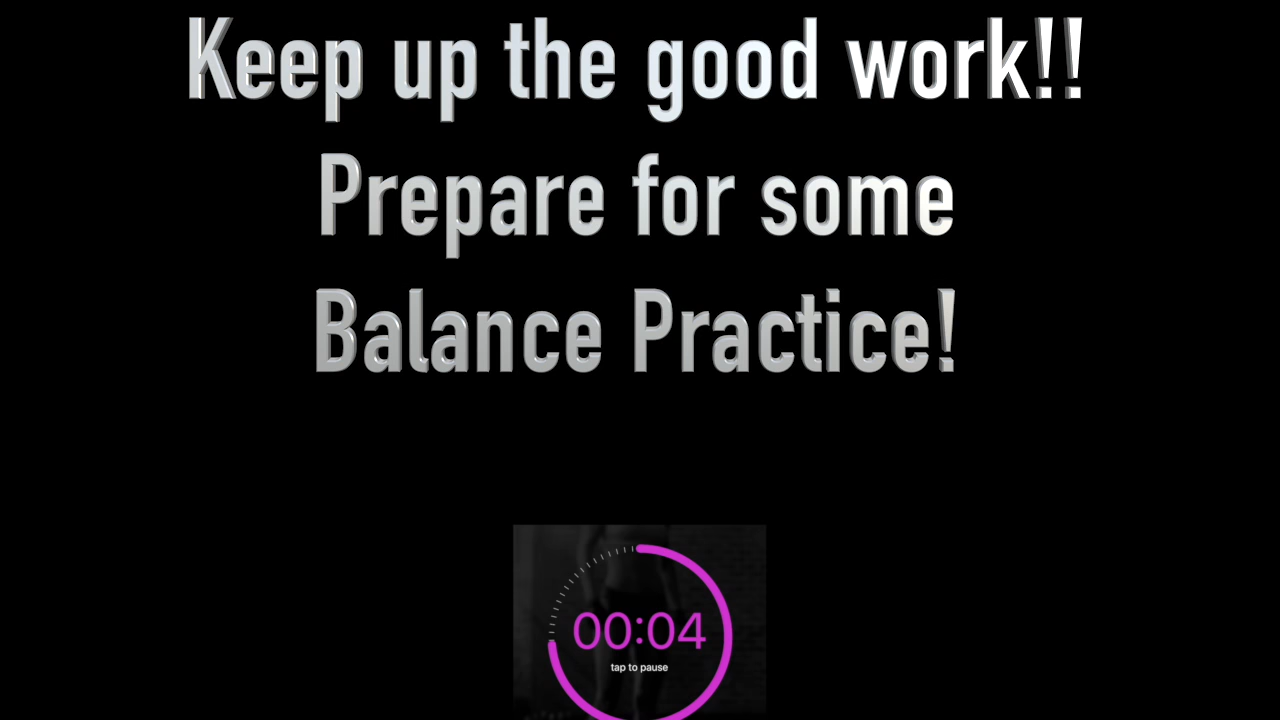 Keep up the good work!!
Prepare for some
Balance Practice!
00:04
tap to pause